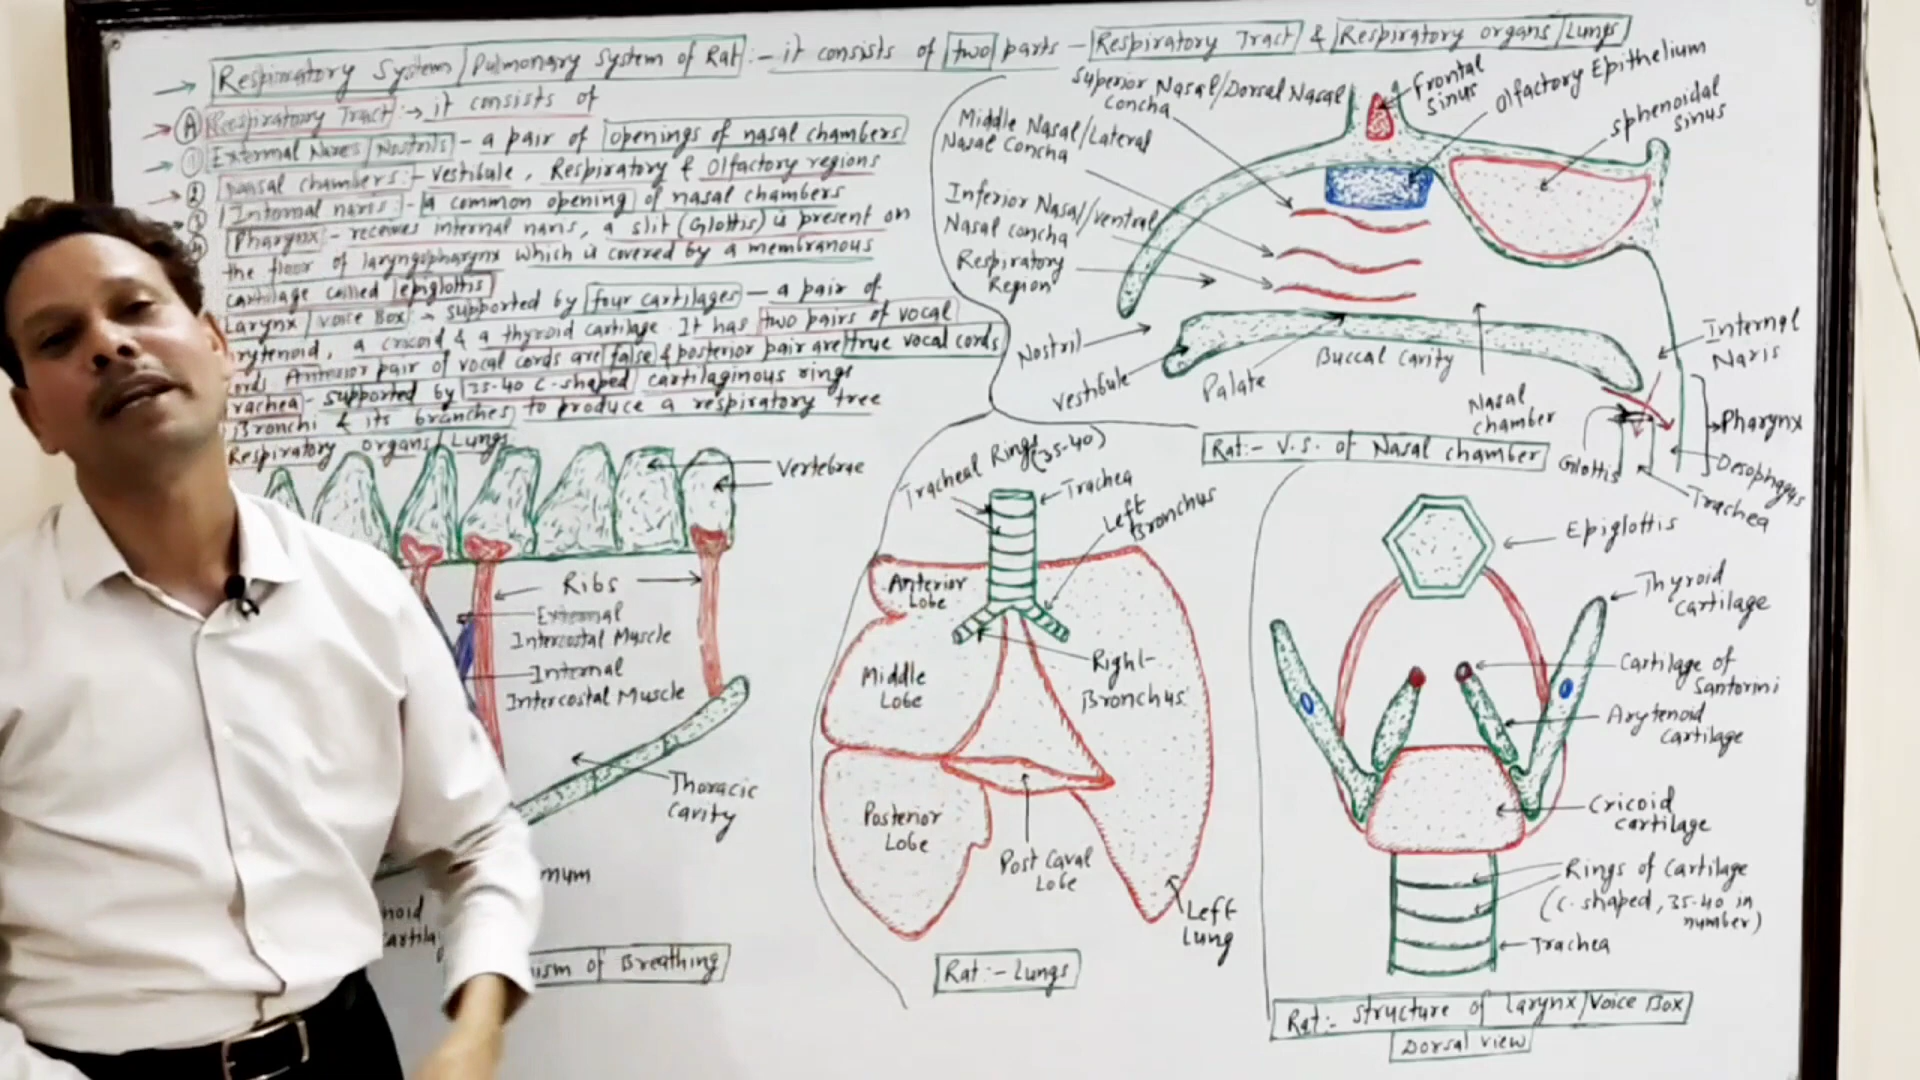 → Respiratory System/Pulmonary System of Rat:- it consists of two parts - Respiratory Tract & Respiratory organs/Lungs
→ (A) Respiratory Tract:→ it consists of
→ ① External Nares/Nostrils - a pair of openings of nasal chambers
→ ② Nasal chambers:- Vestibule, Respiratory & Olfactory regions
→ ③ Internal naris - a common opening of nasal chambers
Pharynx - receives internal naris, a slit (Glottis) is present on
the floor of laryngopharynx which is covered by a membranous
cartilage called epiglottis
Larynx/voice Box - supported by four cartilages - a pair of
rytenoid, a cricoid & a thyroid cartilage. It has two pairs of vocal
ords. Anterior pair of vocal cords are false & posterior pair are true vocal cords
rachea - supported by 35-40 C-shaped cartilaginous rings
Bronchi & its branches to produce a respiratory tree
Respiratory organs/Lungs
Vertebrae
Ribs
External
Intercostal Muscle
Internal
Intercostal Muscle
Thoracic
cavity
num
hoid
artila
ism of Breathing
Superior Nasal/Dorsal Nasal
Concha
Frontal
Sinus
Olfactory Epithelium
Sphenoidal
sinus
Middle Nasal/Lateral
Nasal Concha
Inferior Nasal/ventral
Nasal concha
Respiratory
Region
Nostril
Vestibule
Palate
Buccal cavity
Nasal
chamber
Internal
Naris
Pharynx
Glottis
Oesophagus
Trachea
Rat:- V.S. of Nasal chamber
Tracheal Rings (35-40)
Trachea
Left
Bronchus
Anterior
Lobe
Middle
Lobe
Right-
Bronchus
Posterior
Lobe
Post Caval
Lobe
Left
Lung
Rat:- Lungs
Epiglottis
Thyroid
Cartilage
Cartilage of
Santorini
Arytenoid
cartilage
Cricoid
cartilage
Rings of Cartilage
(C-shaped, 35-40 in
number)
Trachea
Rat:- Structure of Larynx/Voice Box
Dorsal view